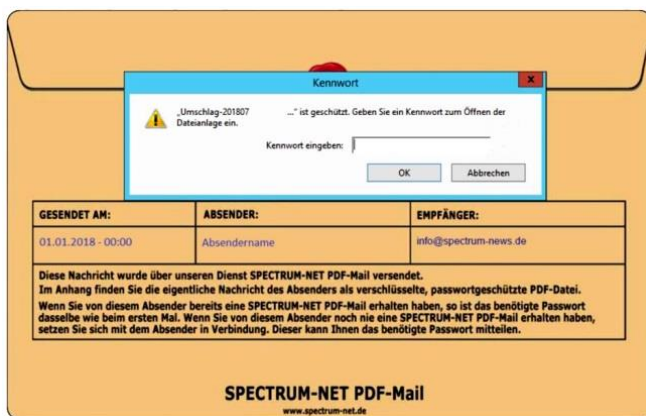 Kennwort
x
„Umschlag-201807 ...“ ist geschützt. Geben Sie ein Kennwort zum Öffnen der
Dateianlage ein.
Kennwort eingeben:
OK Abbrechen
GESENDET AM: ABSENDER: EMPFÄNGER:
01.01.2018 - 00:00 Absendername info@spectrum-news.de
Diese Nachricht wurde über unseren Dienst SPECTRUM-NET PDF-Mail versendet.
Im Anhang finden Sie die eigentliche Nachricht des Absenders als verschlüsselte, passwortgeschützte PDF-Datei.
Wenn Sie von diesem Absender bereits eine SPECTRUM-NET PDF-Mail erhalten haben, so ist das benötigte Passwort
dasselbe wie beim ersten Mal. Wenn Sie von diesem Absender noch nie eine SPECTRUM-NET PDF-Mail erhalten haben,
setzen Sie sich mit dem Absender in Verbindung. Dieser kann Ihnen das benötigte Passwort mitteilen.
SPECTRUM-NET PDF-Mail
www.spectrum-net.de